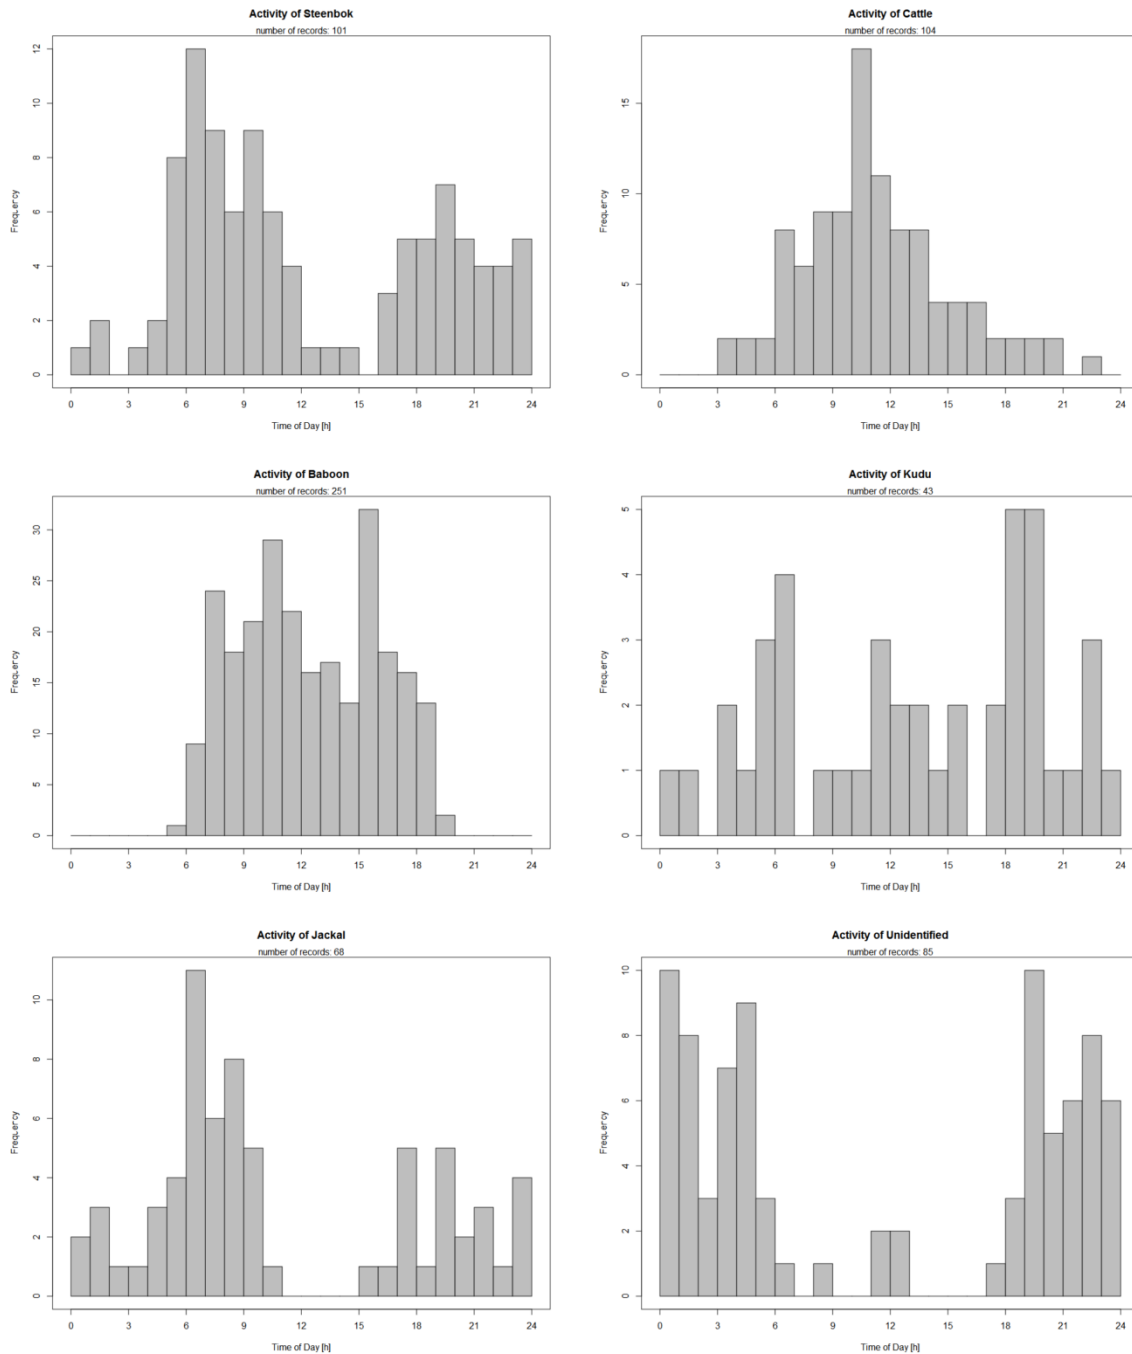 Activity of Steenbok
number of records: 101
12
10
8
6
4
2
0
Frequency
0 3 6 9 12 15 18 21 24
Time of Day [h]
Activity of Cattle
number of records: 104
15
10
5
0
Frequency
0 3 6 9 12 15 18 21 24
Time of Day [h]
Activity of Baboon
number of records: 251
30
25
20
15
10
5
0
Frequency
0 3 6 9 12 15 18 21 24
Time of Day [h]
Activity of Kudu
number of records: 43
5
4
3
2
1
0
Frequency
0 3 6 9 12 15 18 21 24
Time of Day [h]
Activity of Jackal
number of records: 68
10
8
6
4
2
0
Frequency
0 3 6 9 12 15 18 21 24
Time of Day [h]
Activity of Unidentified
number of records: 85
10
8
6
4
2
0
Frequency
0 3 6 9 12 15 18 21 24
Time of Day [h]